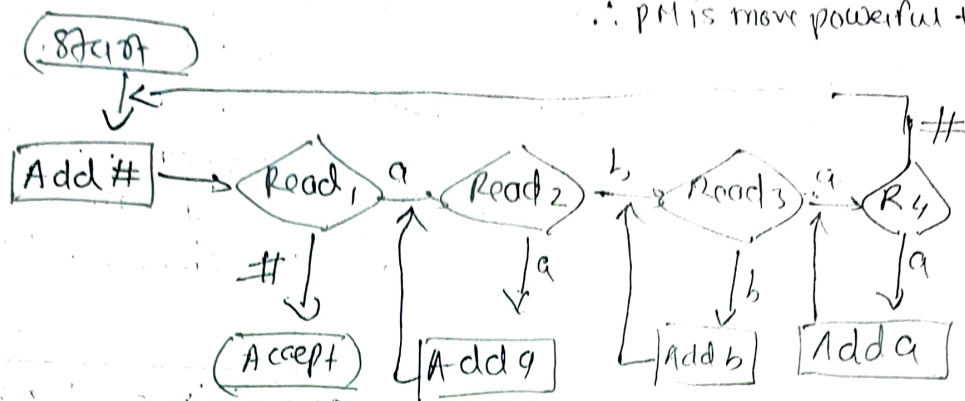 ∴ PM is more powerful
Start
#
Add #
Read1
a
Read2
b
Read3
a
R4
#
a
b
a
Accept
Add a
Add b
Add a